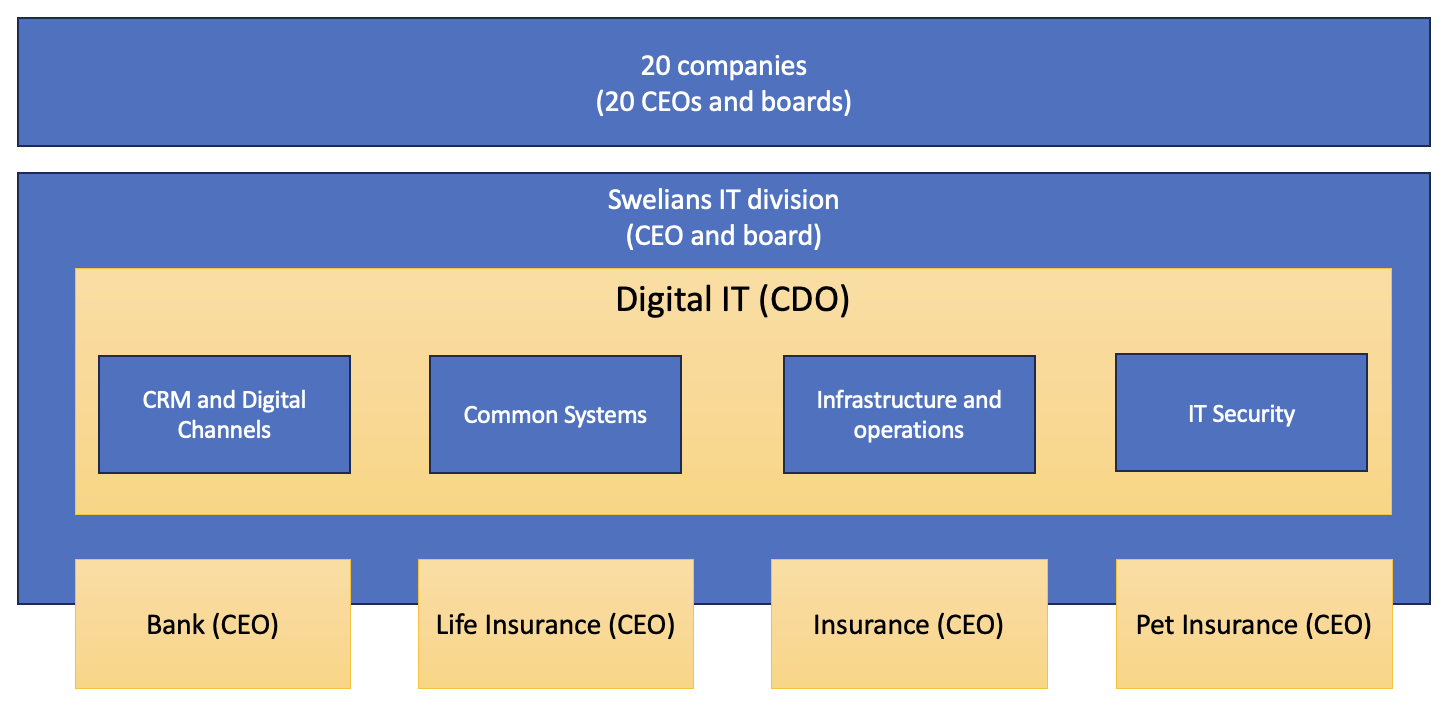 20 companies
(20 CEOs and boards)
Swelians IT division
(CEO and board)
Digital IT (CDO)
CRM and Digital
Channels
Common Systems
Infrastructure and
operations
IT Security
Bank (CEO)
Life Insurance (CEO)
Insurance (CEO)
Pet Insurance (CEO)